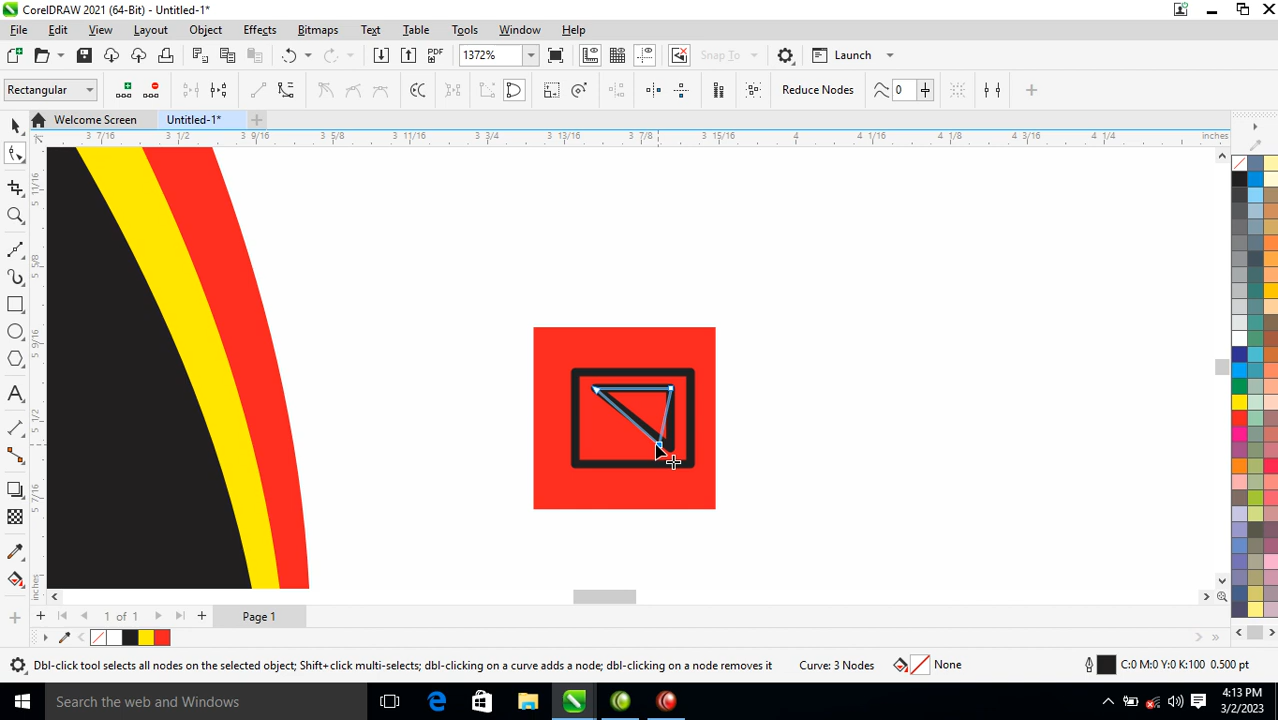 CorelDRAW 2021 (64-Bit) - Untitled-1*
File Edit View Layout Object Effects Bitmaps Text Table Tools Window Help
PDF 1372% Snap To Launch
Rectangular Reduce Nodes 0
Welcome Screen Untitled-1*
3 7/16 3 1/2 3 9/16 3 5/8 3 11/16 3 3/4 3 13/16 3 7/8 3 15/16 4 4 1/16 4 1/8 4 3/16 4 1/4 inches
5 11/16
5 5/8
5 9/16
5 1/2
5 7/16
inches
1 of 1 Page 1
Dbl-click tool selects all nodes on the selected object; Shift+click multi-selects; dbl-clicking on a curve adds a node; dbl-clicking on a node removes it Curve: 3 Nodes None C:0 M:0 Y:0 K:100 0.500 pt
Search the web and Windows
4:13 PM
3/2/2023